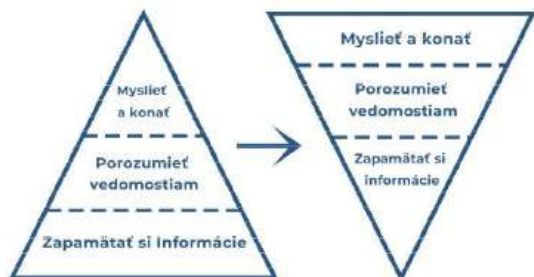 Myslieť
a konať
Porozumieť
vedomostiam
Zapamätať si Informácie
Myslieť a konať
Porozumieť
vedomostiam
Zapamätať si
informácie